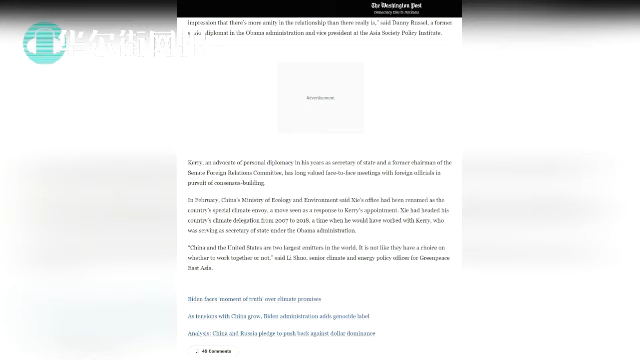 The Washington Post
Democracy Dies in Darkness
华尔街
impression that there's more amity in the relationship than there really is," said Danny Russel, a former
diplomat in the Obama administration and vice president at the Asia Society Policy Institute.
Advertisement
Kerry, an advocate of personal diplomacy in his years as secretary of state and a former chairman of the
Senate Foreign Relations Committee, has long valued face-to-face meetings with foreign officials in
pursuit of consensus-building.
In February, China's Ministry of Ecology and Environment said Xie's office had been renamed as the
country's special climate envoy, a move seen as a response to Kerry's appointment. Xie had headed his
country's climate delegation from 2007 to 2018, a time when he would have worked with Kerry, who
was serving as secretary of state under the Obama administration.
"China and the United States are two largest emitters in the world. It is not like they have a choice on
whether to work together or not," said Li Shuo, senior climate and energy policy officer for Greenpeace
East Asia.
Biden faces 'moment of truth' over climate promises
As tensions with China grow, Biden administration adds genocide label
Analysis: China and Russia pledge to push back against dollar dominance
48 Comments